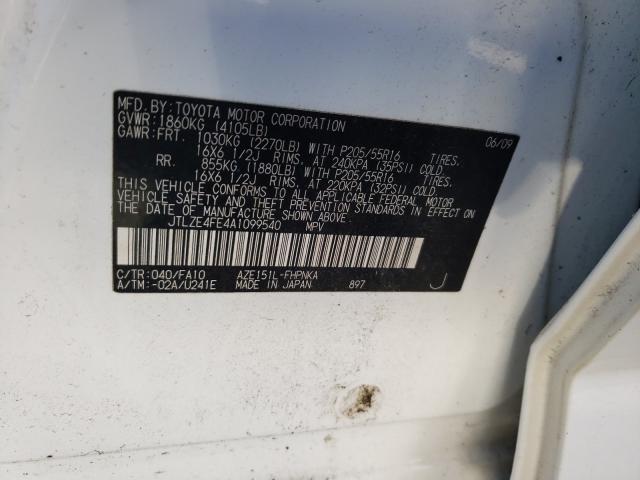 MFD.BY:TOYOTA MOTOR CORPORATION 06/09
GVWR:1860KG (4105LB)
GAWR:FRT. 1030KG (2270LB) WITH P205/55R16 TIRES.
16X6 1/2J RIMS, AT 240KPA (35PSI) COLD.
RR. 855KG (1880LB) WITH P205/55R16 TIRES.
16X6 1/2J RIMS, AT 220KPA (32PSI) COLD.
THIS VEHICLE CONFORMS TO ALL APPLICABLE FEDERAL MOTOR
VEHICLE SAFETY AND THEFT PREVENTION STANDARDS IN EFFECT
ON THE DATE OF MANUFACTURE SHOWN ABOVE.
JTLZE4FE4A1099540 MPV
C/TR:040/FA10 AZE151L-FHPNKA
A/TM:-02A/U241E MADE IN JAPAN 897 J